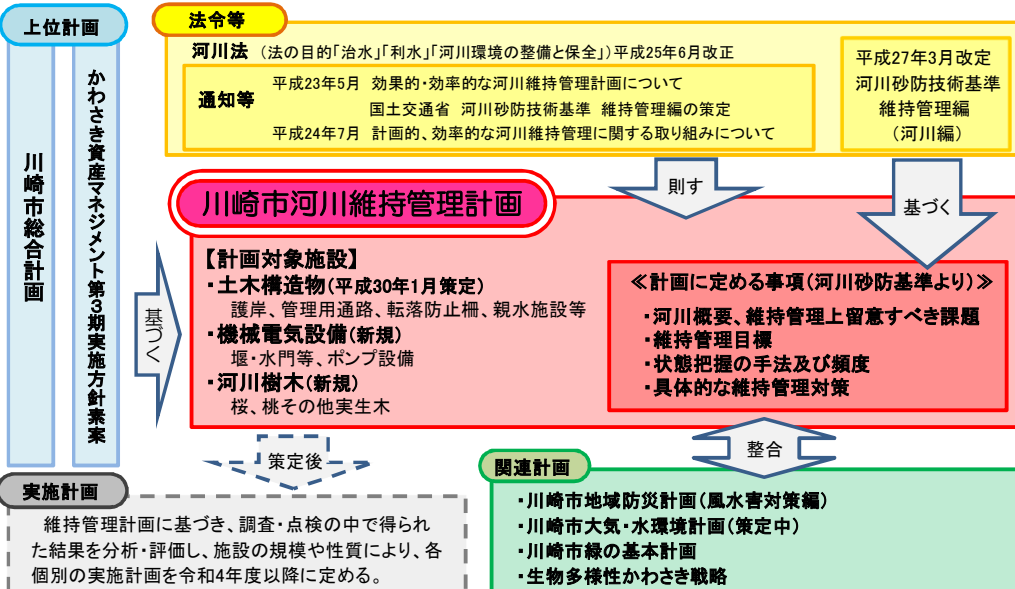 上位計画
川崎市総合計画
かわさき資産マネジメント第3期実施方針素案
法令等
河川法 (法の目的「治水」「利水」「河川環境の整備と保全」)平成25年6月改正
通知等
平成23年5月 効果的・効率的な河川維持管理計画について
国土交通省 河川砂防技術基準 維持管理編の策定
平成24年7月 計画的、効率的な河川維持管理に関する取り組みについて
平成27年3月改定
河川砂防技術基準
維持管理編
(河川編)
則す
基づく
基づく
川崎市河川維持管理計画
【計画対象施設】
・土木構造物(平成30年1月策定)
護岸、管理用通路、転落防止柵、親水施設等
・機械電気設備(新規)
堰・水門等、ポンプ設備
・河川樹木(新規)
桜、桃その他実生木
≪計画に定める事項(河川砂防基準より)≫
・河川概要、維持管理上留意すべき課題
・維持管理目標
・状態把握の手法及び頻度
・具体的な維持管理対策
策定後
整合
実施計画
維持管理計画に基づき、調査・点検の中で得られ
た結果を分析・評価し、施設の規模や性質により、各
個別の実施計画を令和4年度以降に定める。
関連計画
・川崎市地域防災計画(風水害対策編)
・川崎市大気・水環境計画(策定中)
・川崎市緑の基本計画
・生物多様性かわさき戦略